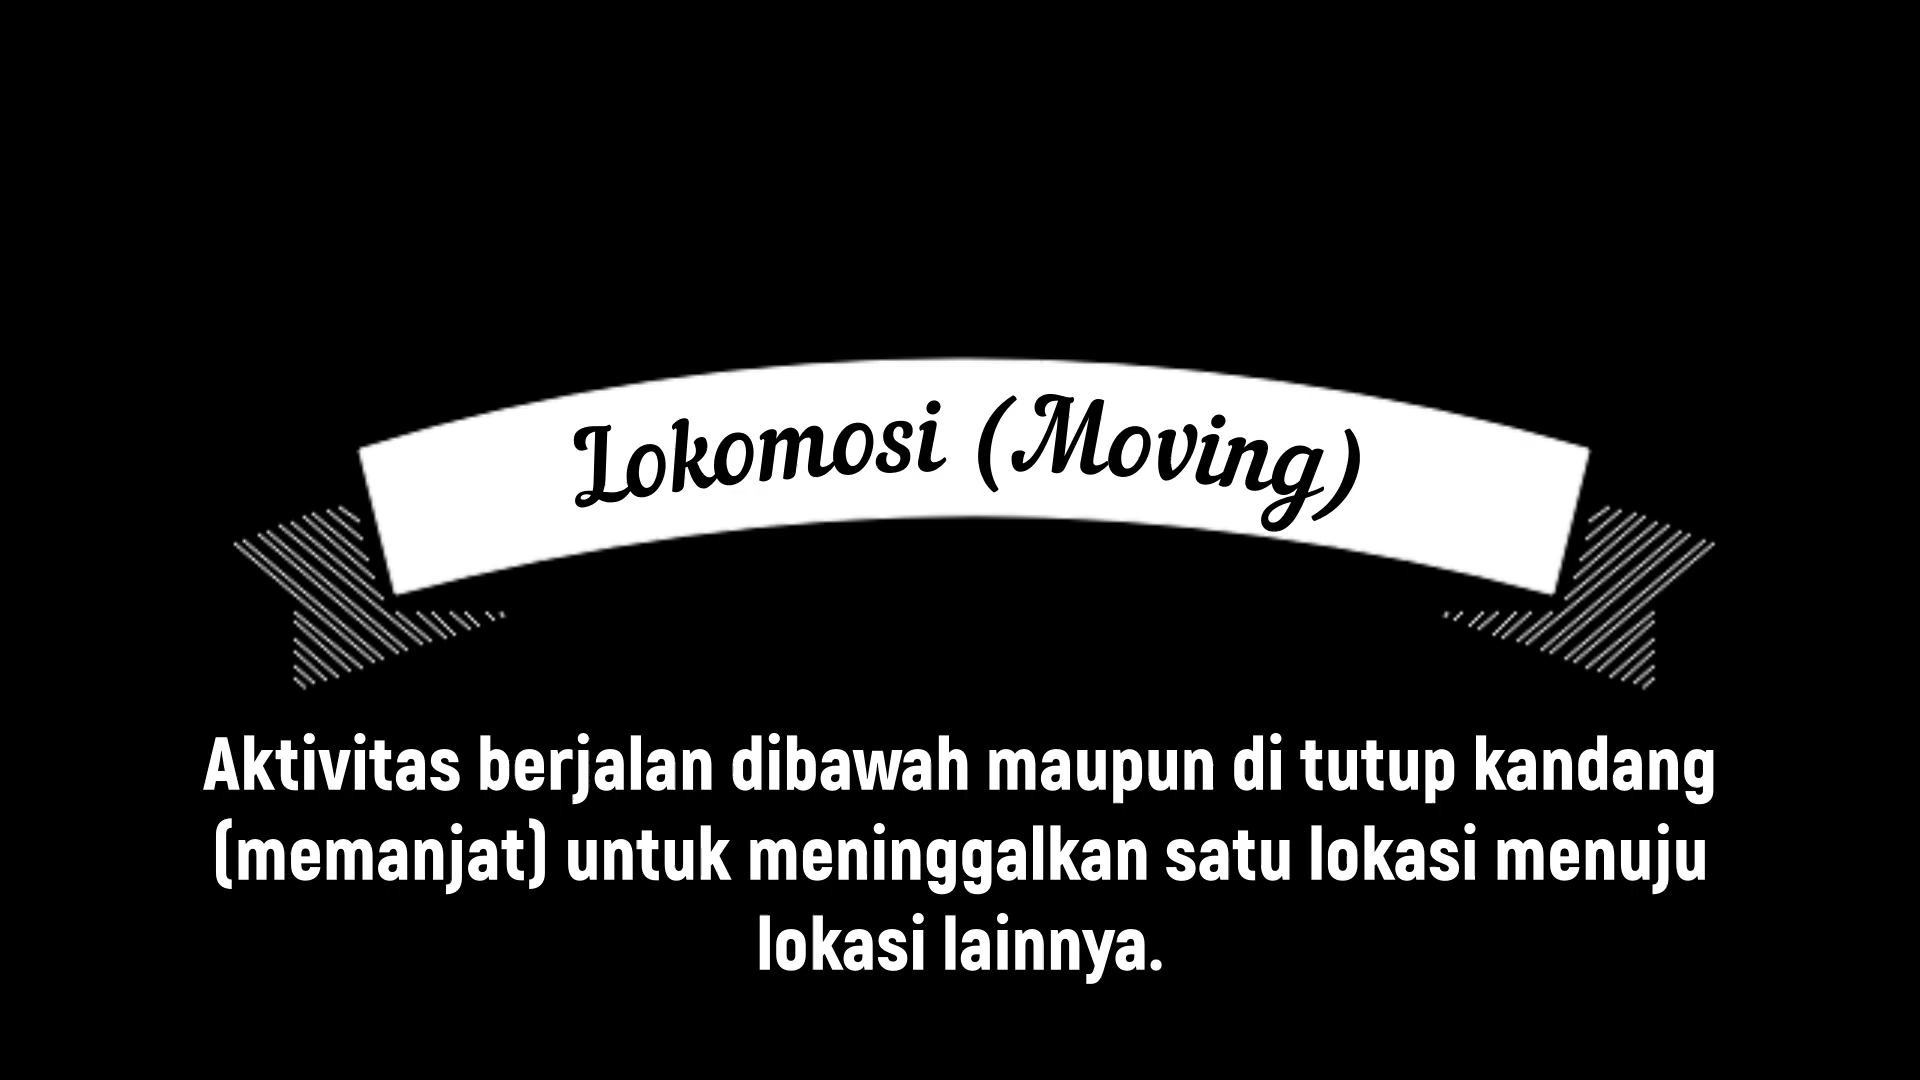 Lokomosi (Moving)
Aktivitas berjalan dibawah maupun di tutup kandang
(memanjat) untuk meninggalkan satu lokasi menuju
lokasi lainnya.